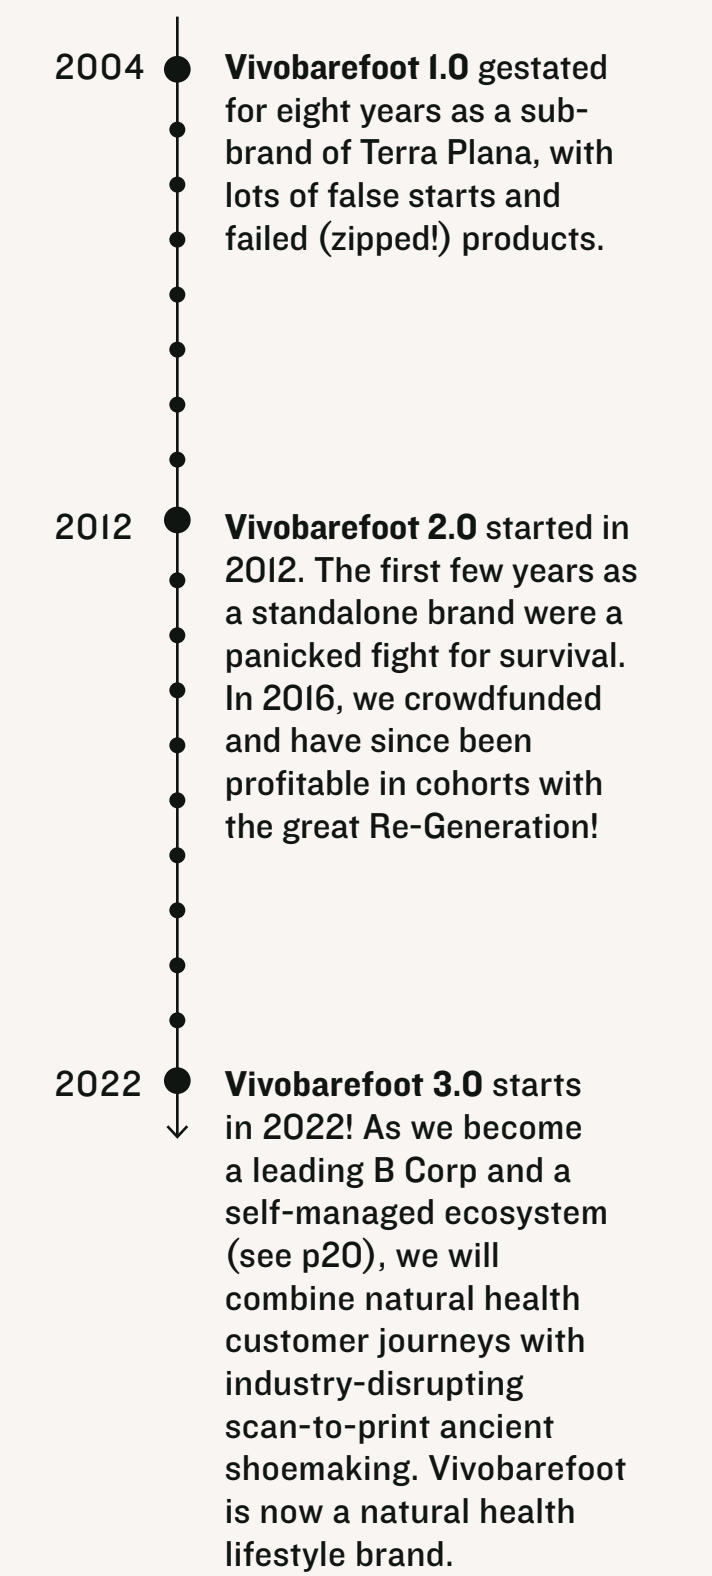 2004
Vivobarefoot 1.0 gestated
for eight years as a sub-
brand of Terra Plana, with
lots of false starts and
failed (zipped!) products.
2012
Vivobarefoot 2.0 started in
2012. The first few years as
a standalone brand were a
panicked fight for survival.
In 2016, we crowdfunded
and have since been
profitable in cohorts with
the great Re-Generation!
2022
Vivobarefoot 3.0 starts
in 2022! As we become
a leading B Corp and a
self-managed ecosystem
(see p20), we will
combine natural health
customer journeys with
industry-disrupting
scan-to-print ancient
shoemaking. Vivobarefoot
is now a natural health
lifestyle brand.